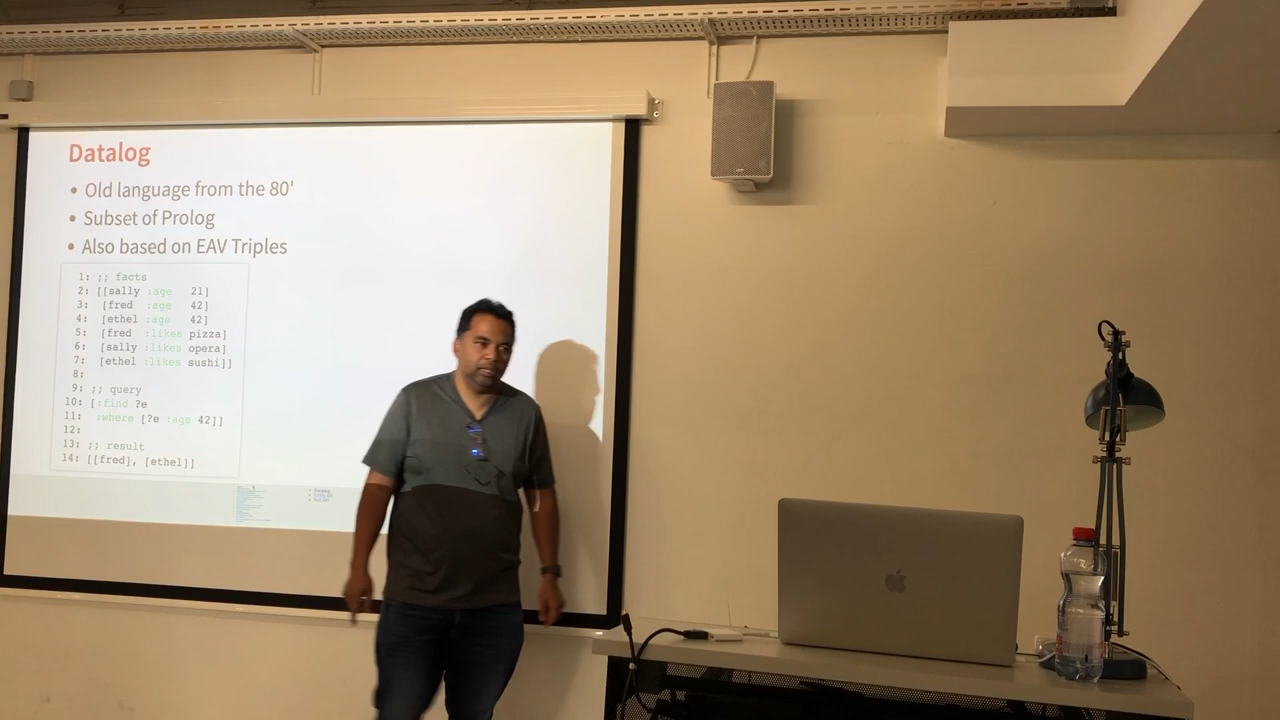 Datalog
• Old language from the 80'
• Subset of Prolog
• Also based on EAV Triples
1: ;; facts
2: [[sally :age 21]
3: [fred :age 42]
4: [ethel :age 42]
5: [fred :likes pizza]
6: [sally :likes opera]
7: [ethel :likes sushi]]
8:
9: ;; query
10: [:find ?e
11: :where [?e :age 42]]
12:
13: ;; result
14: [[fred], [ethel]]